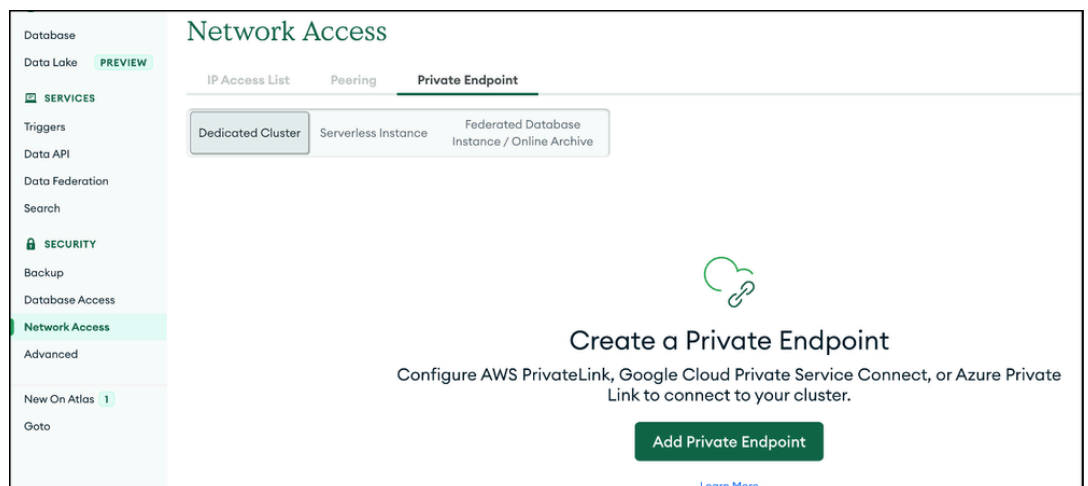 Database
Data Lake PREVIEW
SERVICES
Triggers
Data API
Data Federation
Search
SECURITY
Backup
Database Access
Network Access
Advanced
New On Atlas 1
Goto
Network Access
IP Access List Peering Private Endpoint
Dedicated Cluster Serverless Instance Federated Database
Instance / Online Archive
Create a Private Endpoint
Configure AWS PrivateLink, Google Cloud Private Service Connect, or Azure Private
Link to connect to your cluster.
Add Private Endpoint
Learn More